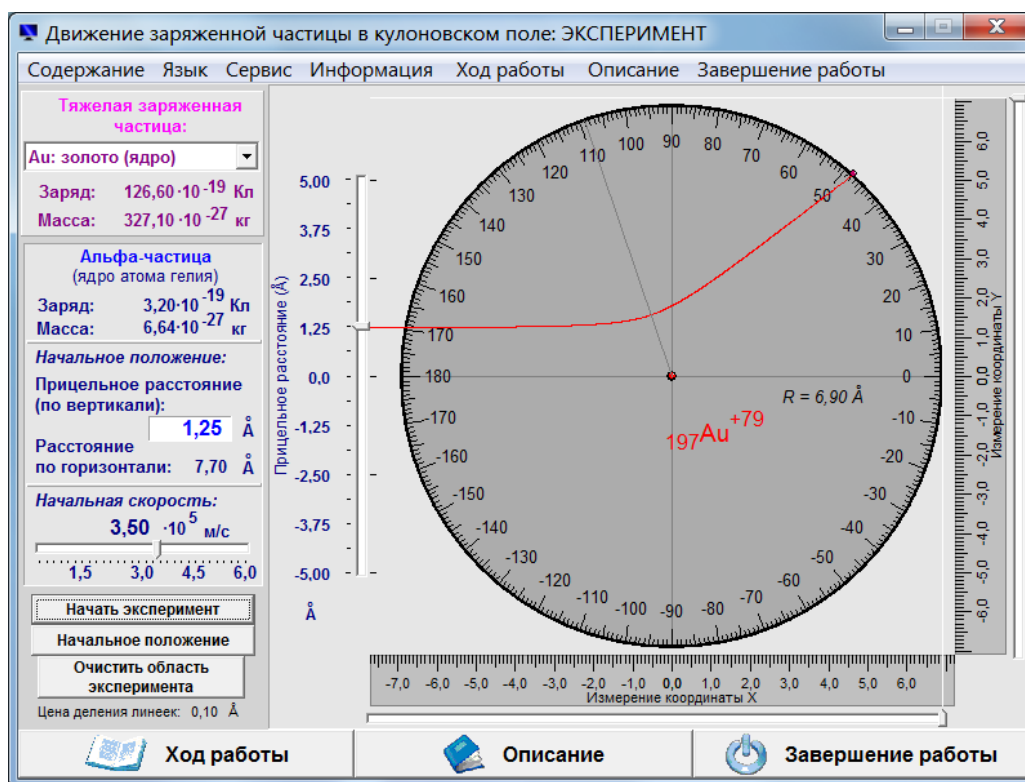 Движение заряженной частицы в кулоновском поле: ЭКСПЕРИМЕНТ
Содержание Язык Сервис Информация Ход работы Описание Завершение работы
Тяжелая заряженная
частица:
Au: золото (ядро)
Заряд: 126,60·10⁻¹⁹ Кл
Масса: 327,10·10⁻²⁷ кг
Альфа-частица
(ядро атома гелия)
Заряд: 3,20·10⁻¹⁹ Кл
Масса: 6,64·10⁻²⁷ кг
Начальное положение:
Прицельное расстояние
(по вертикали):
1,25 Å
Расстояние
по горизонтали: 7,70 Å
Начальная скорость:
3,50 ·10⁵ м/с
1,5 3,0 4,5 6,0
Начать эксперимент
Начальное положение
Очистить область
эксперимента
Цена деления линеек: 0,10 Å
Прицельное расстояние (Å)
5,00
3,75
2,50
1,25
0,0
-1,25
-2,50
-3,75
-5,00
Å
180
170
160
150
140
130
120
110
100
90
80
70
60
50
40
30
20
10
0
-10
-20
-30
-40
-50
-60
-70
-80
-90
-100
-110
-120
-130
-140
-150
-160
-170
R = 6,90 Å
₁₉₇Au⁺⁷⁹
6,0
5,0
4,0
3,0
2,0
1,0
0,0
-1,0
-2,0
-3,0
-4,0
-5,0
-6,0
Измерение координаты Y
-7,0 -6,0 -5,0 -4,0 -3,0 -2,0 -1,0 0,0 1,0 2,0 3,0 4,0 5,0 6,0
Измерение координаты X
Ход работы
Описание
Завершение работы